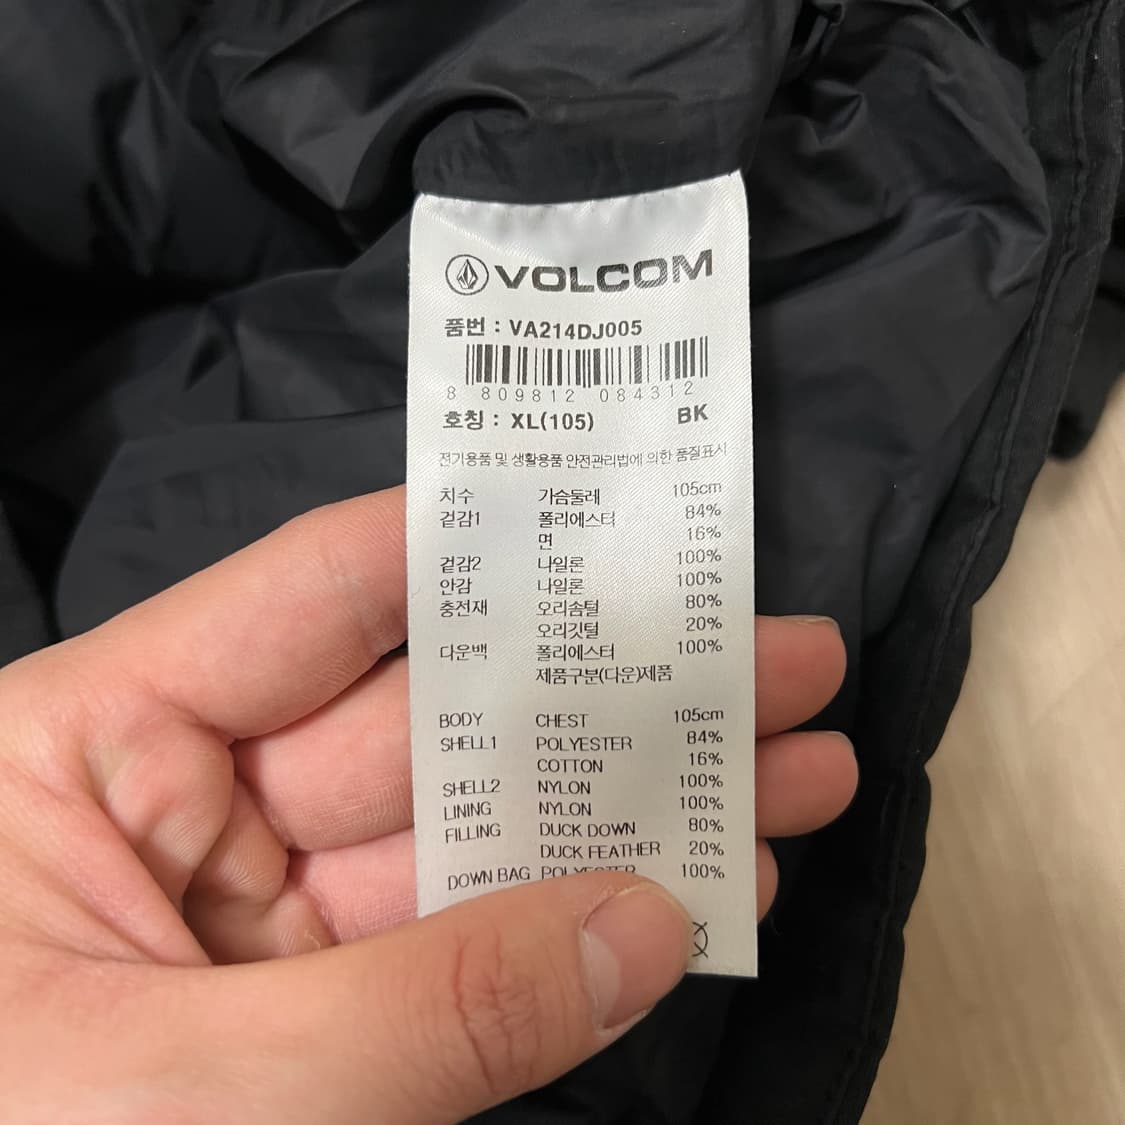 VOLCOM
품번 : VA214DJ005
8 809812 084312
호칭 : XL(105) BK
전기용품 및 생활용품 안전관리법에 의한 품질표시
치수 가슴둘레 105cm
겉감1 폴리에스터 84%
면 16%
겉감2 나일론 100%
안감 나일론 100%
충전재 오리솜털 80%
오리깃털 20%
다운백 폴리에스터 100%
제품구분(다운)제품
BODY CHEST 105cm
SHELL1 POLYESTER 84%
COTTON 16%
SHELL2 NYLON 100%
LINING NYLON 100%
FILLING DUCK DOWN 80%
DUCK FEATHER 20%
DOWN BAG POLYESTER 100%